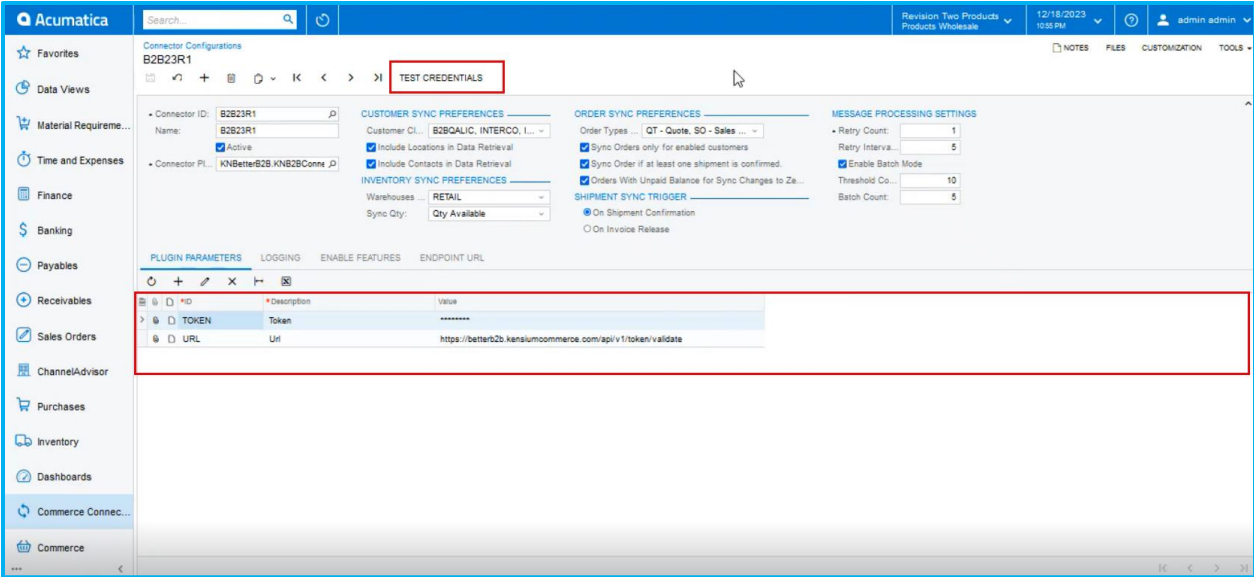 Acumatica
Search...
Revision Two Products
Products Wholesale
12/18/2023
10:55 PM
admin admin
Favorites
Data Views
Material Requireme...
Time and Expenses
Finance
Banking
Payables
Receivables
Sales Orders
ChannelAdvisor
Purchases
Inventory
Dashboards
Commerce Connec...
Commerce
Connector Configurations
B2B23R1
NOTES FILES CUSTOMIZATION TOOLS
TEST CREDENTIALS
Connector ID: B2B23R1
Name: B2B23R1
Active
Connector Pl... KNBetterB2B.KNB2BConne
CUSTOMER SYNC PREFERENCES
Customer Cl... B2BQALIC, INTERCO, I...
Include Locations in Data Retrieval
Include Contacts in Data Retrieval
INVENTORY SYNC PREFERENCES
Warehouses ... RETAIL
Sync Qty: Qty Available
ORDER SYNC PREFERENCES
Order Types ... QT - Quote, SO - Sales ...
Sync Orders only for enabled customers
Sync Order if at least one shipment is confirmed.
Orders With Unpaid Balance for Sync Changes to Ze...
SHIPMENT SYNC TRIGGER
On Shipment Confirmation
On Invoice Release
MESSAGE PROCESSING SETTINGS
Retry Count: 1
Retry Interva... 5
Enable Batch Mode
Threshold Co... 10
Batch Count: 5
PLUGIN PARAMETERS LOGGING ENABLE FEATURES ENDPOINT URL
*ID *Description Value
TOKEN Token ********
URL Url https://betterb2b.kensiumcommerce.com/api/v1/token/validate